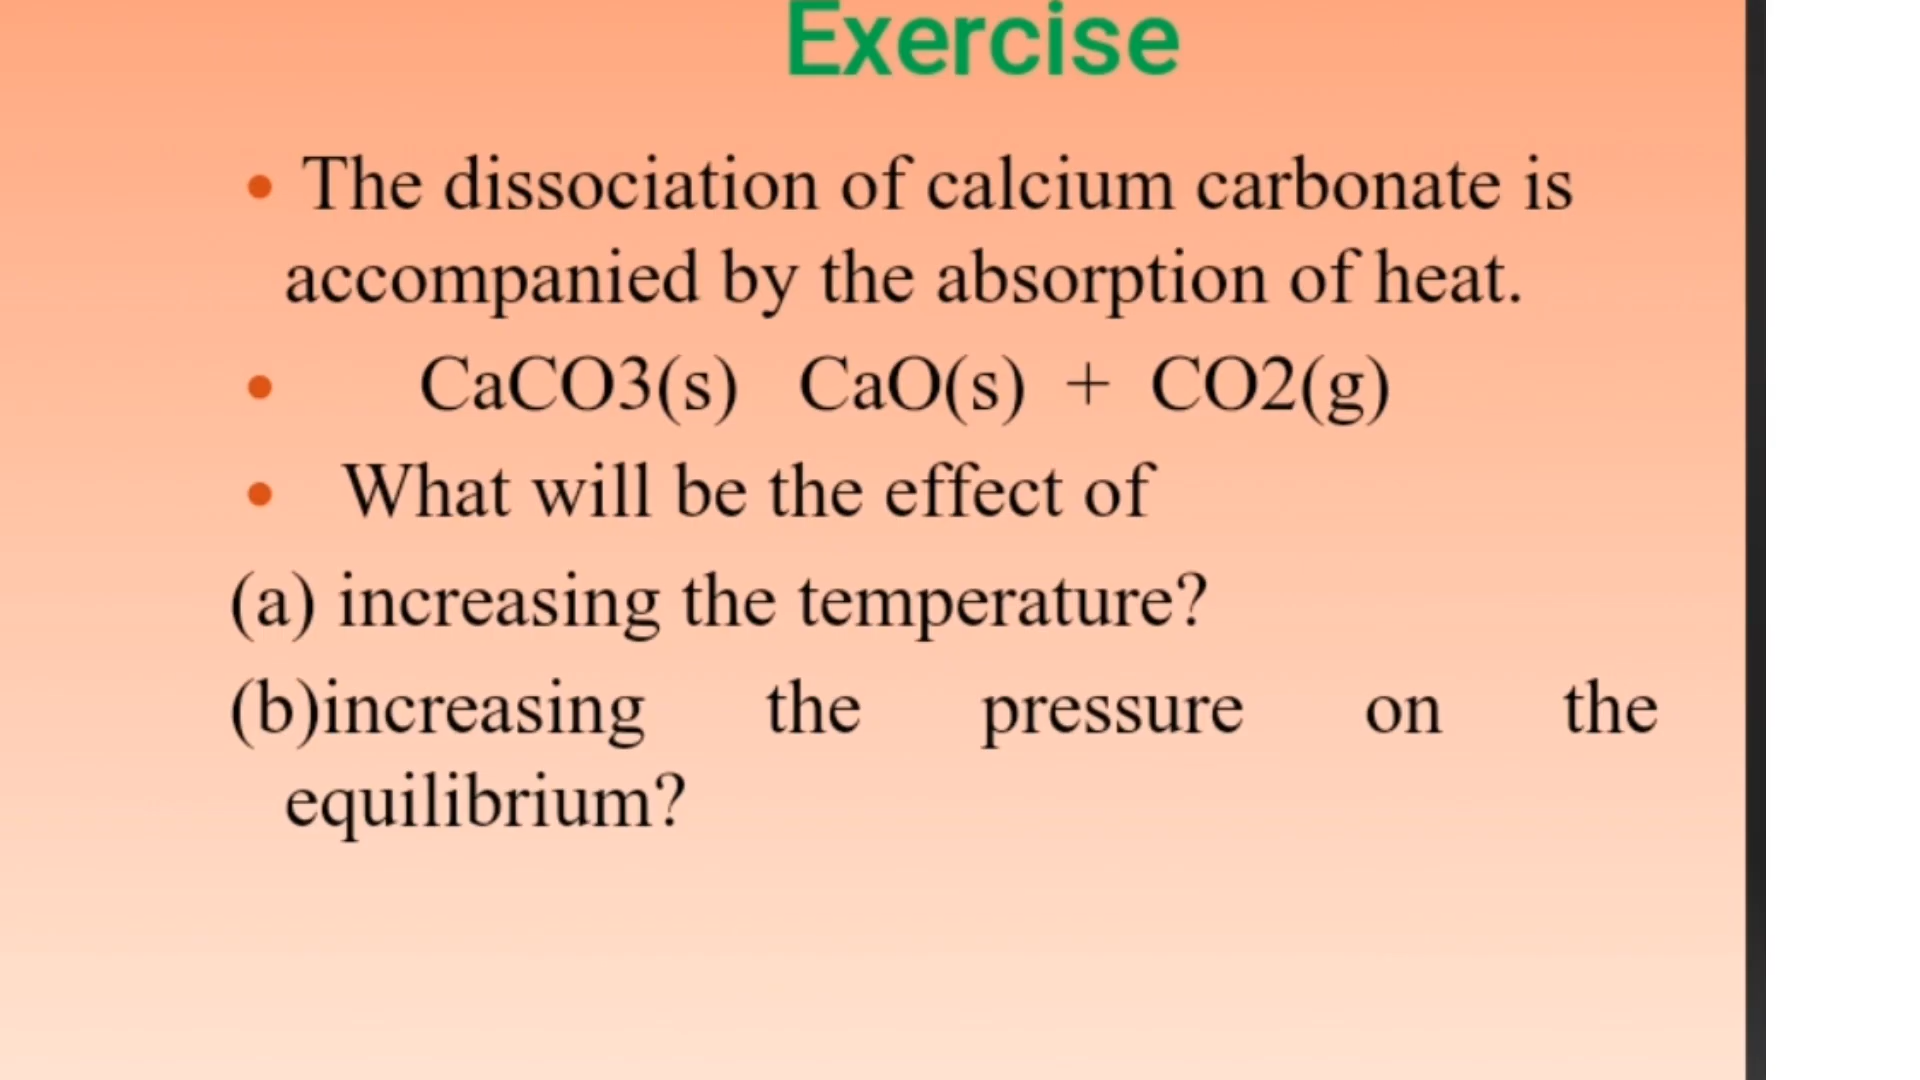 Exercise
• The dissociation of calcium carbonate is
accompanied by the absorption of heat.
• CaCO3(s) CaO(s) + CO2(g)
• What will be the effect of
(a) increasing the temperature?
(b)increasing the pressure on the
equilibrium?